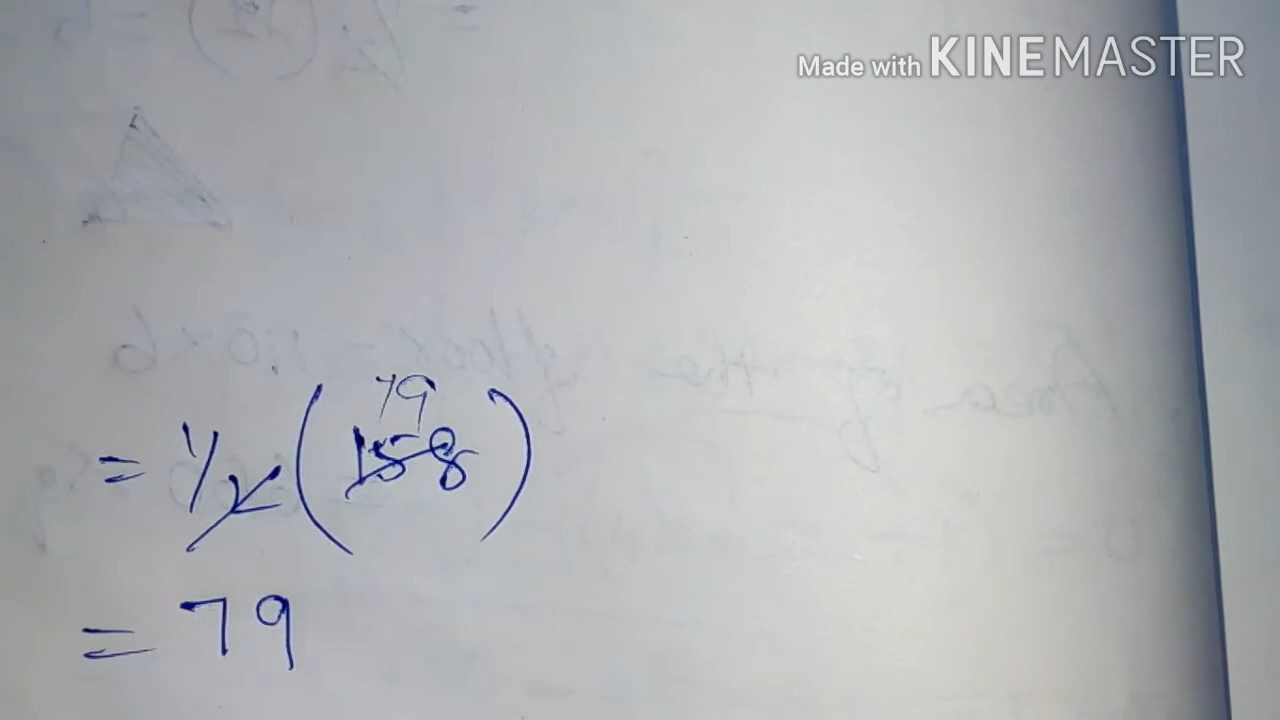 Made with KINEMASTER
79
= 1/2 (158)
= 79